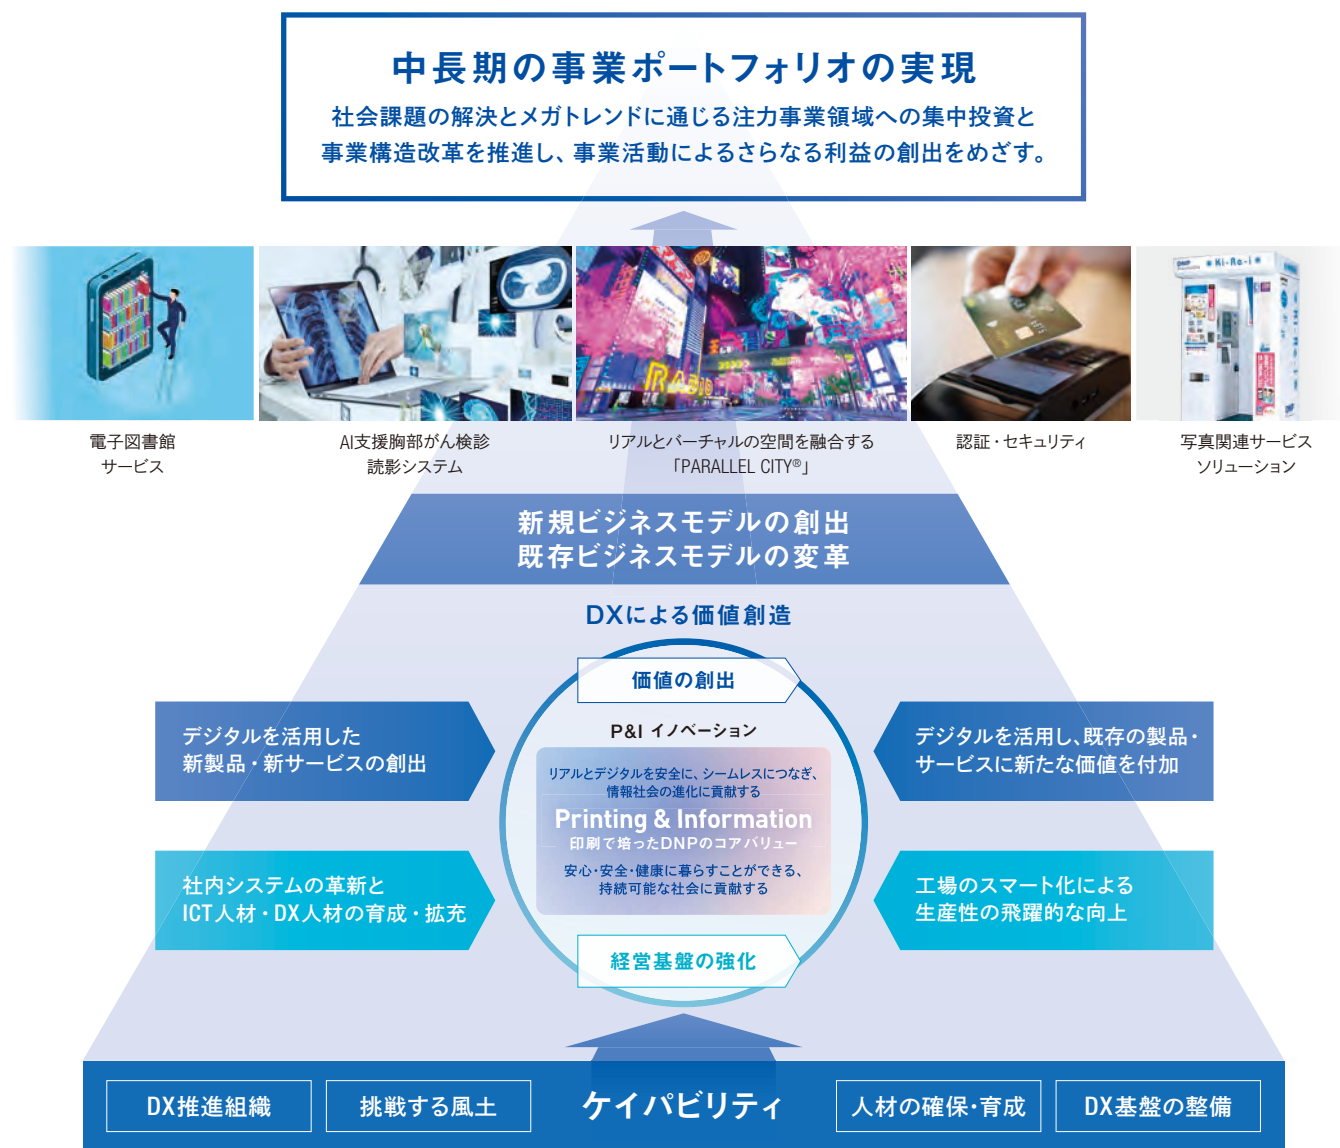 中長期の事業ポートフォリオの実現
社会課題の解決とメガトレンドに通じる注力事業領域への集中投資と
事業構造改革を推進し、事業活動によるさらなる利益の創出をめざす。
RADIO
Ki-Re-i
電子図書館
サービス
AI支援胸部がん検診
読影システム
リアルとバーチャルの空間を融合する
「PARALLEL CITY®」
認証・セキュリティ
写真関連サービス
ソリューション
新規ビジネスモデルの創出
既存ビジネスモデルの変革
DXによる価値創造
価値の創出
デジタルを活用した
新製品・新サービスの創出
P&I イノベーション
リアルとデジタルを安全に、シームレスにつなぎ、
情報社会の進化に貢献する
Printing & Information
印刷で培ったDNPのコアバリュー
安心・安全・健康に暮らすことができる、
持続可能な社会に貢献する
デジタルを活用し、既存の製品・
サービスに新たな価値を付加
社内システムの革新と
ICT人材・DX人材の育成・拡充
工場のスマート化による
生産性の飛躍的な向上
経営基盤の強化
DX推進組織
挑戦する風土
ケイパビリティ
人材の確保・育成
DX基盤の整備